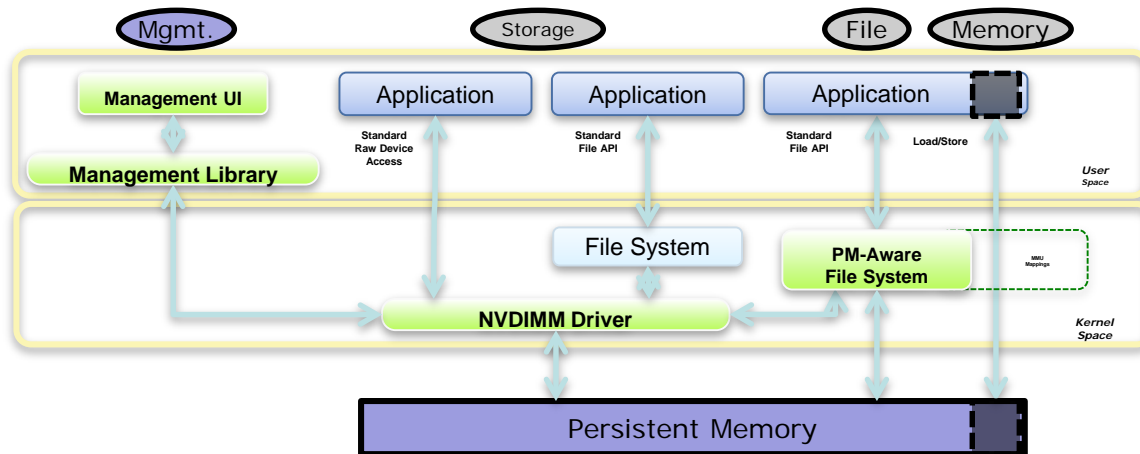 Mgmt.
Storage
File
Memory
Management UI
Application
Application
Application
Standard
Raw Device
Access
Standard
File API
Standard
File API
Load/Store
Management Library
User
Space
File System
PM-Aware
File System
MMU
Mappings
NVDIMM Driver
Kernel
Space
Persistent Memory